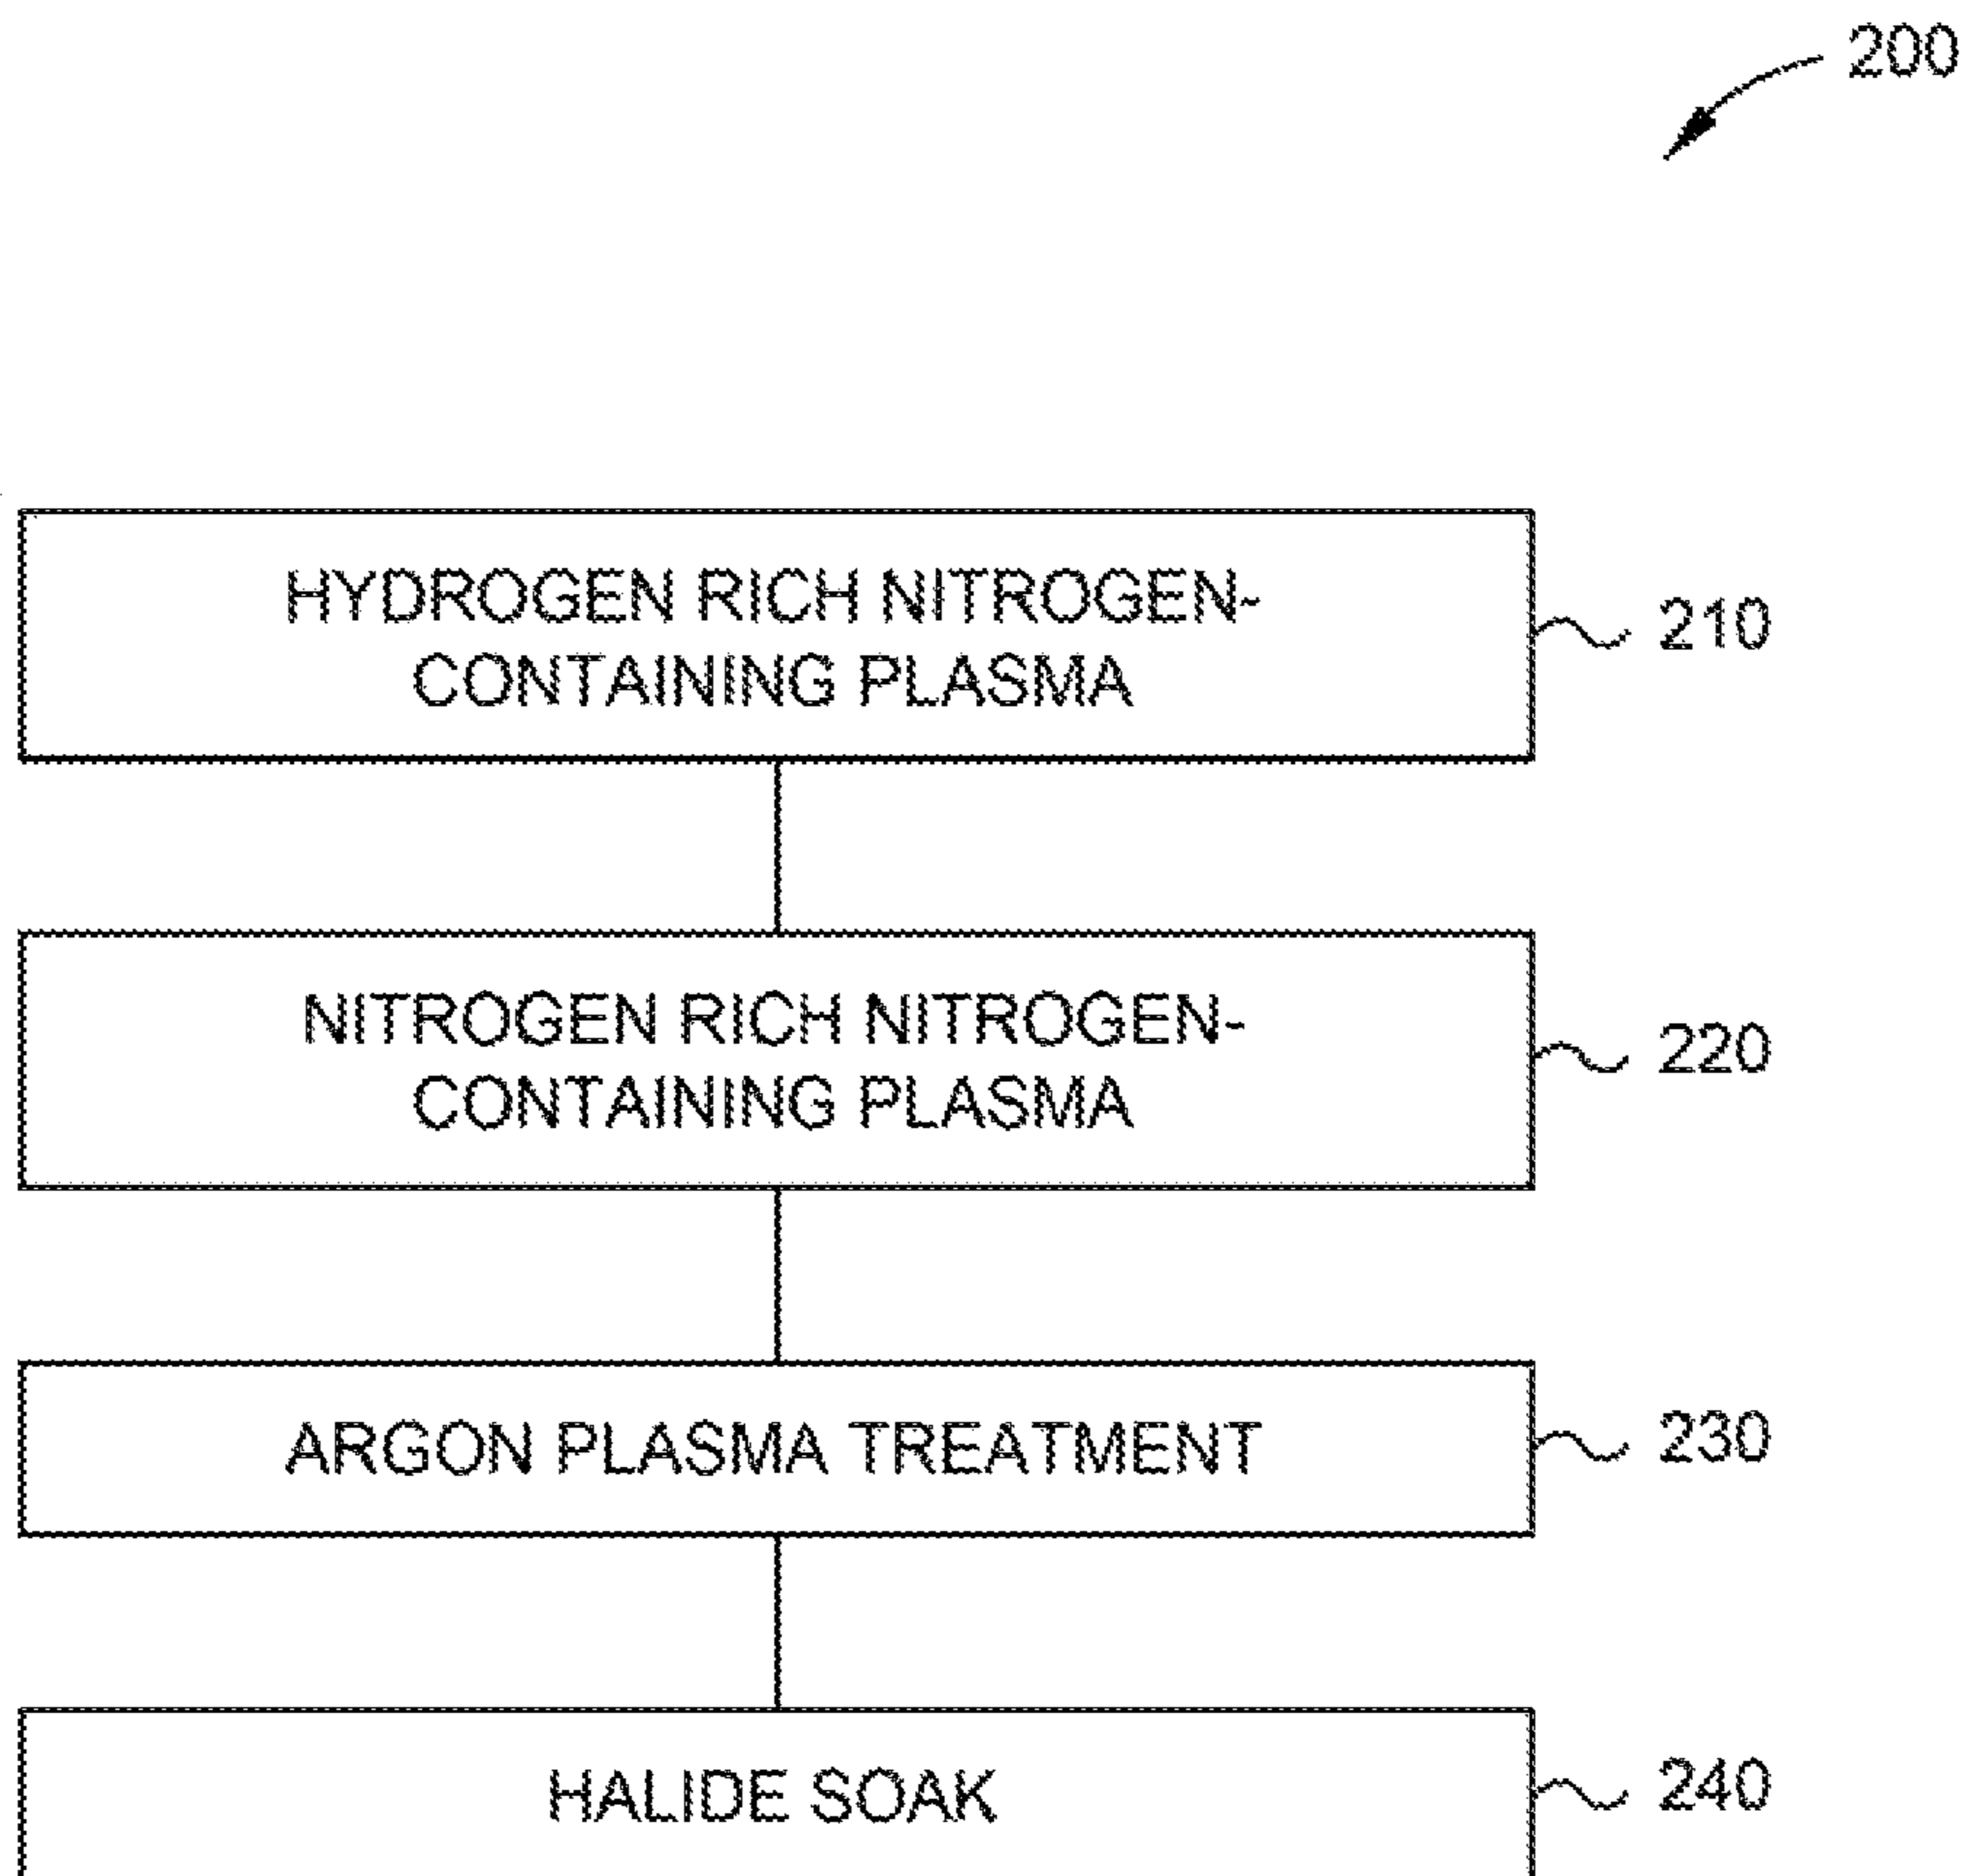 200
HYDROGEN RICH NITROGEN-
CONTAINING PLASMA
210
NITROGEN RICH NITROGEN-
CONTAINING PLASMA
220
ARGON PLASMA TREATMENT
230
HALIDE SOAK
240